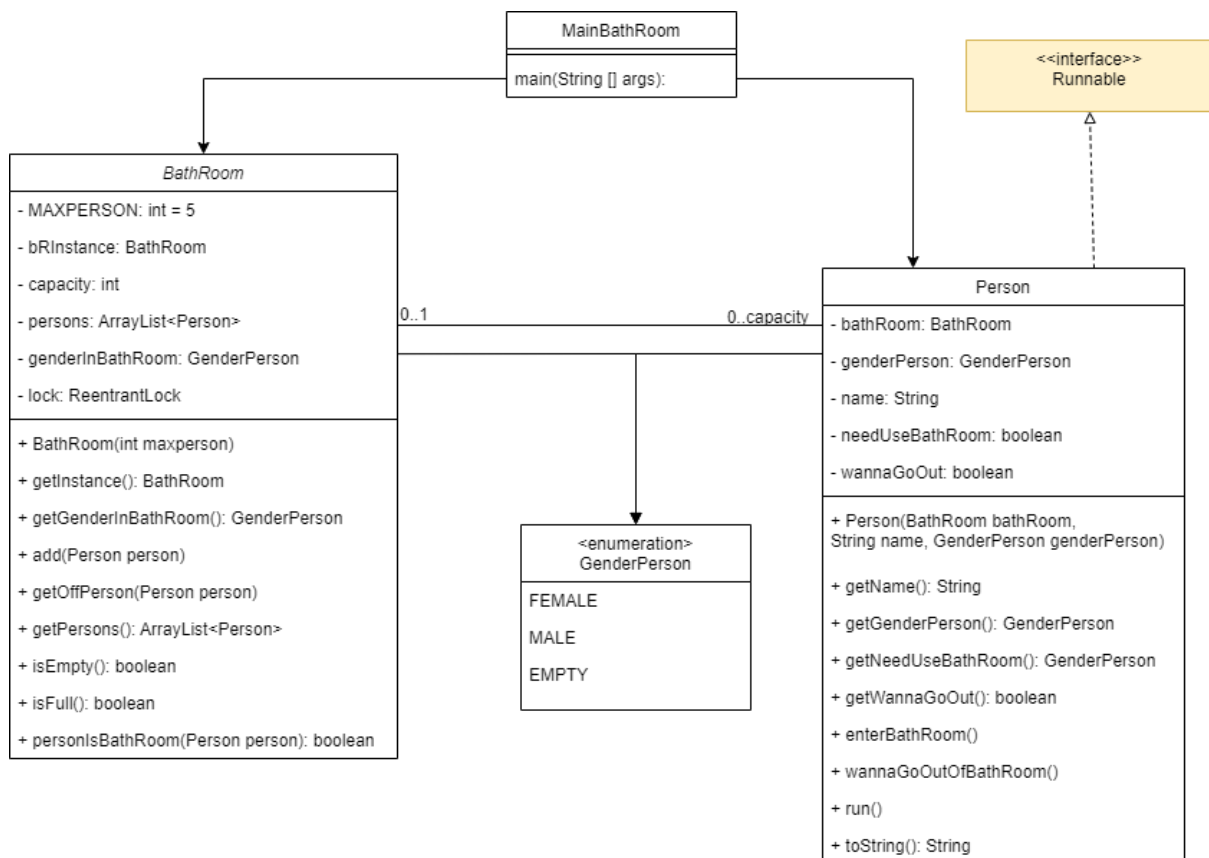 MainBathRoom
main(String [] args):
<<interface>>
Runnable
BathRoom
- MAXPERSON: int = 5
- bRInstance: BathRoom
- capacity: int
- persons: ArrayList<Person>
- genderInBathRoom: GenderPerson
- lock: ReentrantLock
+ BathRoom(int maxperson)
+ getInstance(): BathRoom
+ getGenderInBathRoom(): GenderPerson
+ add(Person person)
+ getOffPerson(Person person)
+ getPersons(): ArrayList<Person>
+ isEmpty(): boolean
+ isFull(): boolean
+ personIsBathRoom(Person person): boolean
0..1
0..capacity
<enumeration>
GenderPerson
FEMALE
MALE
EMPTY
Person
- bathRoom: BathRoom
- genderPerson: GenderPerson
- name: String
- needUseBathRoom: boolean
- wannaGoOut: boolean
+ Person(BathRoom bathRoom,
String name, GenderPerson genderPerson)
+ getName(): String
+ getGenderPerson(): GenderPerson
+ getNeedUseBathRoom(): GenderPerson
+ getWannaGoOut(): boolean
+ enterBathRoom()
+ wannaGoOutOfBathRoom()
+ run()
+ toString(): String